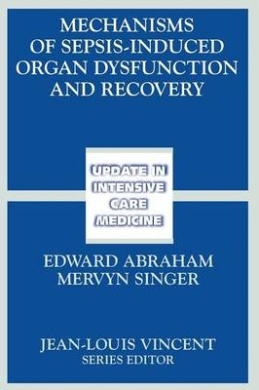 MECHANISMS
OF SEPSIS-INDUCED
ORGAN DYSFUNCTION
AND RECOVERY
UPDATE IN
INTENSIVE
CARE
MEDICINE
EDWARD ABRAHAM
MERVYN SINGER
JEAN-LOUIS VINCENT
SERIES EDITOR